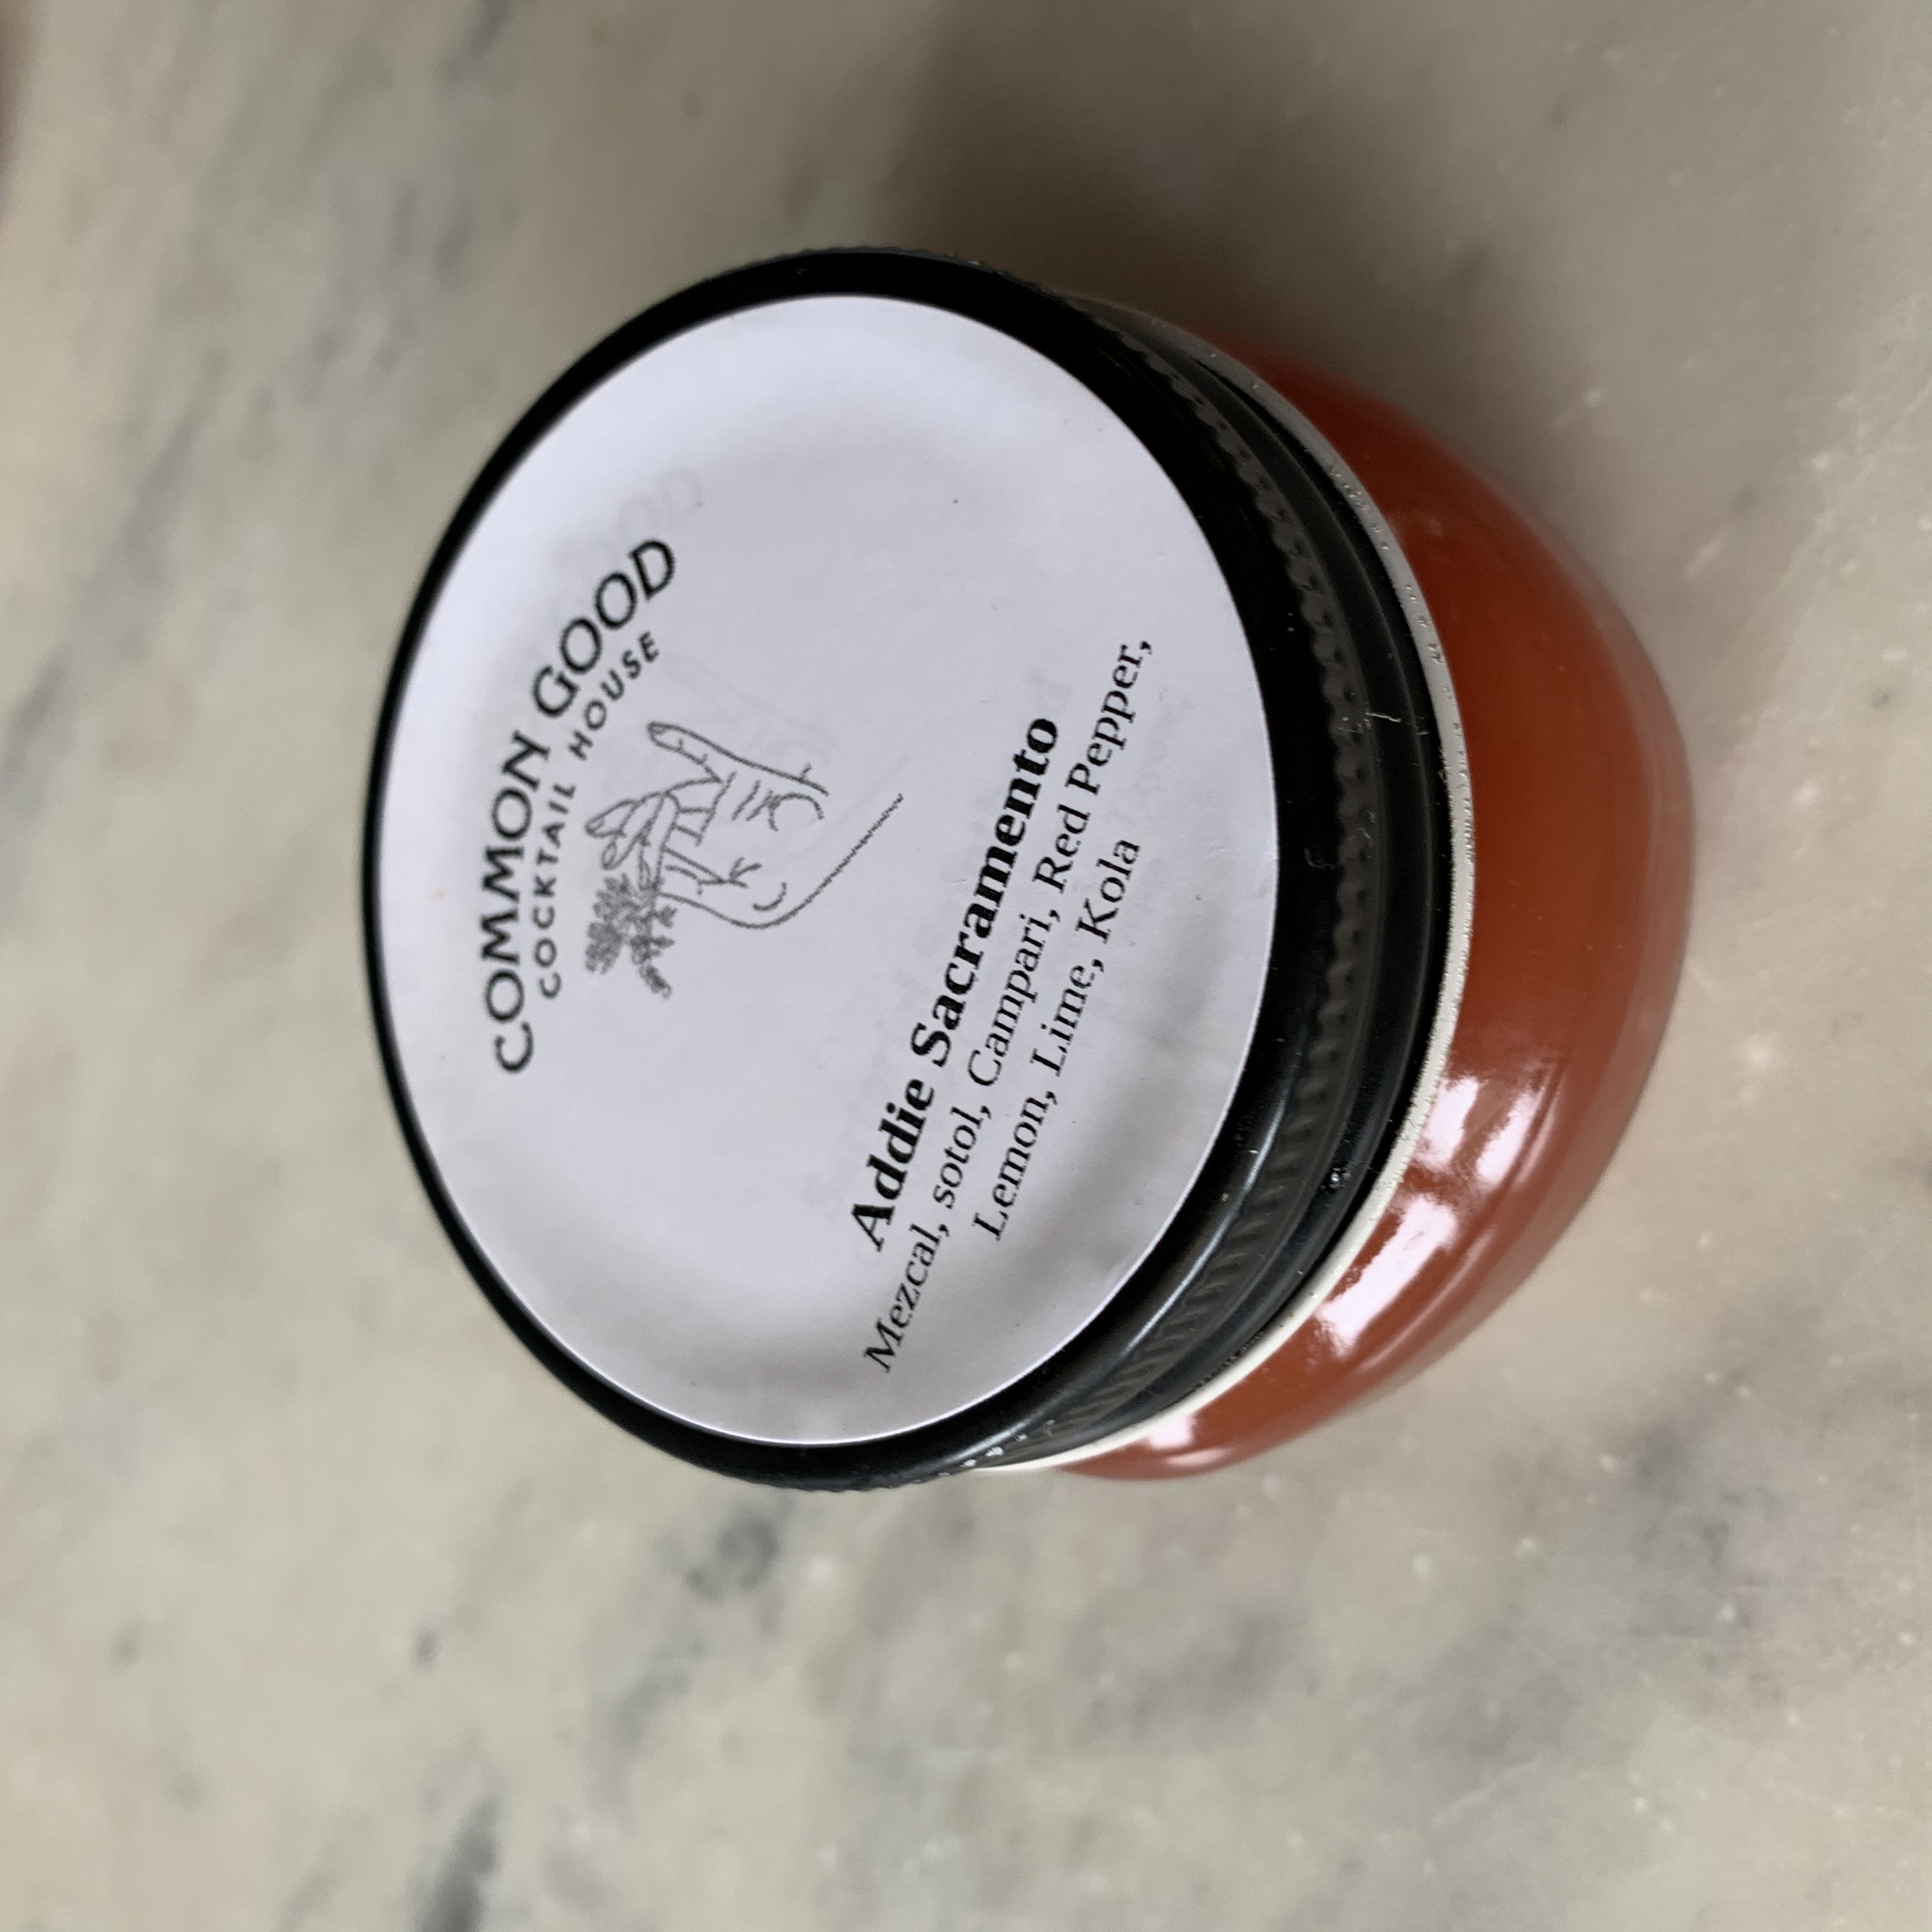 COMMON GOOD
COCKTAIL HOUSE
Addie Sacramento
Mezcal, sotol, Campari, Red Pepper,
Lemon, Lime, Kola